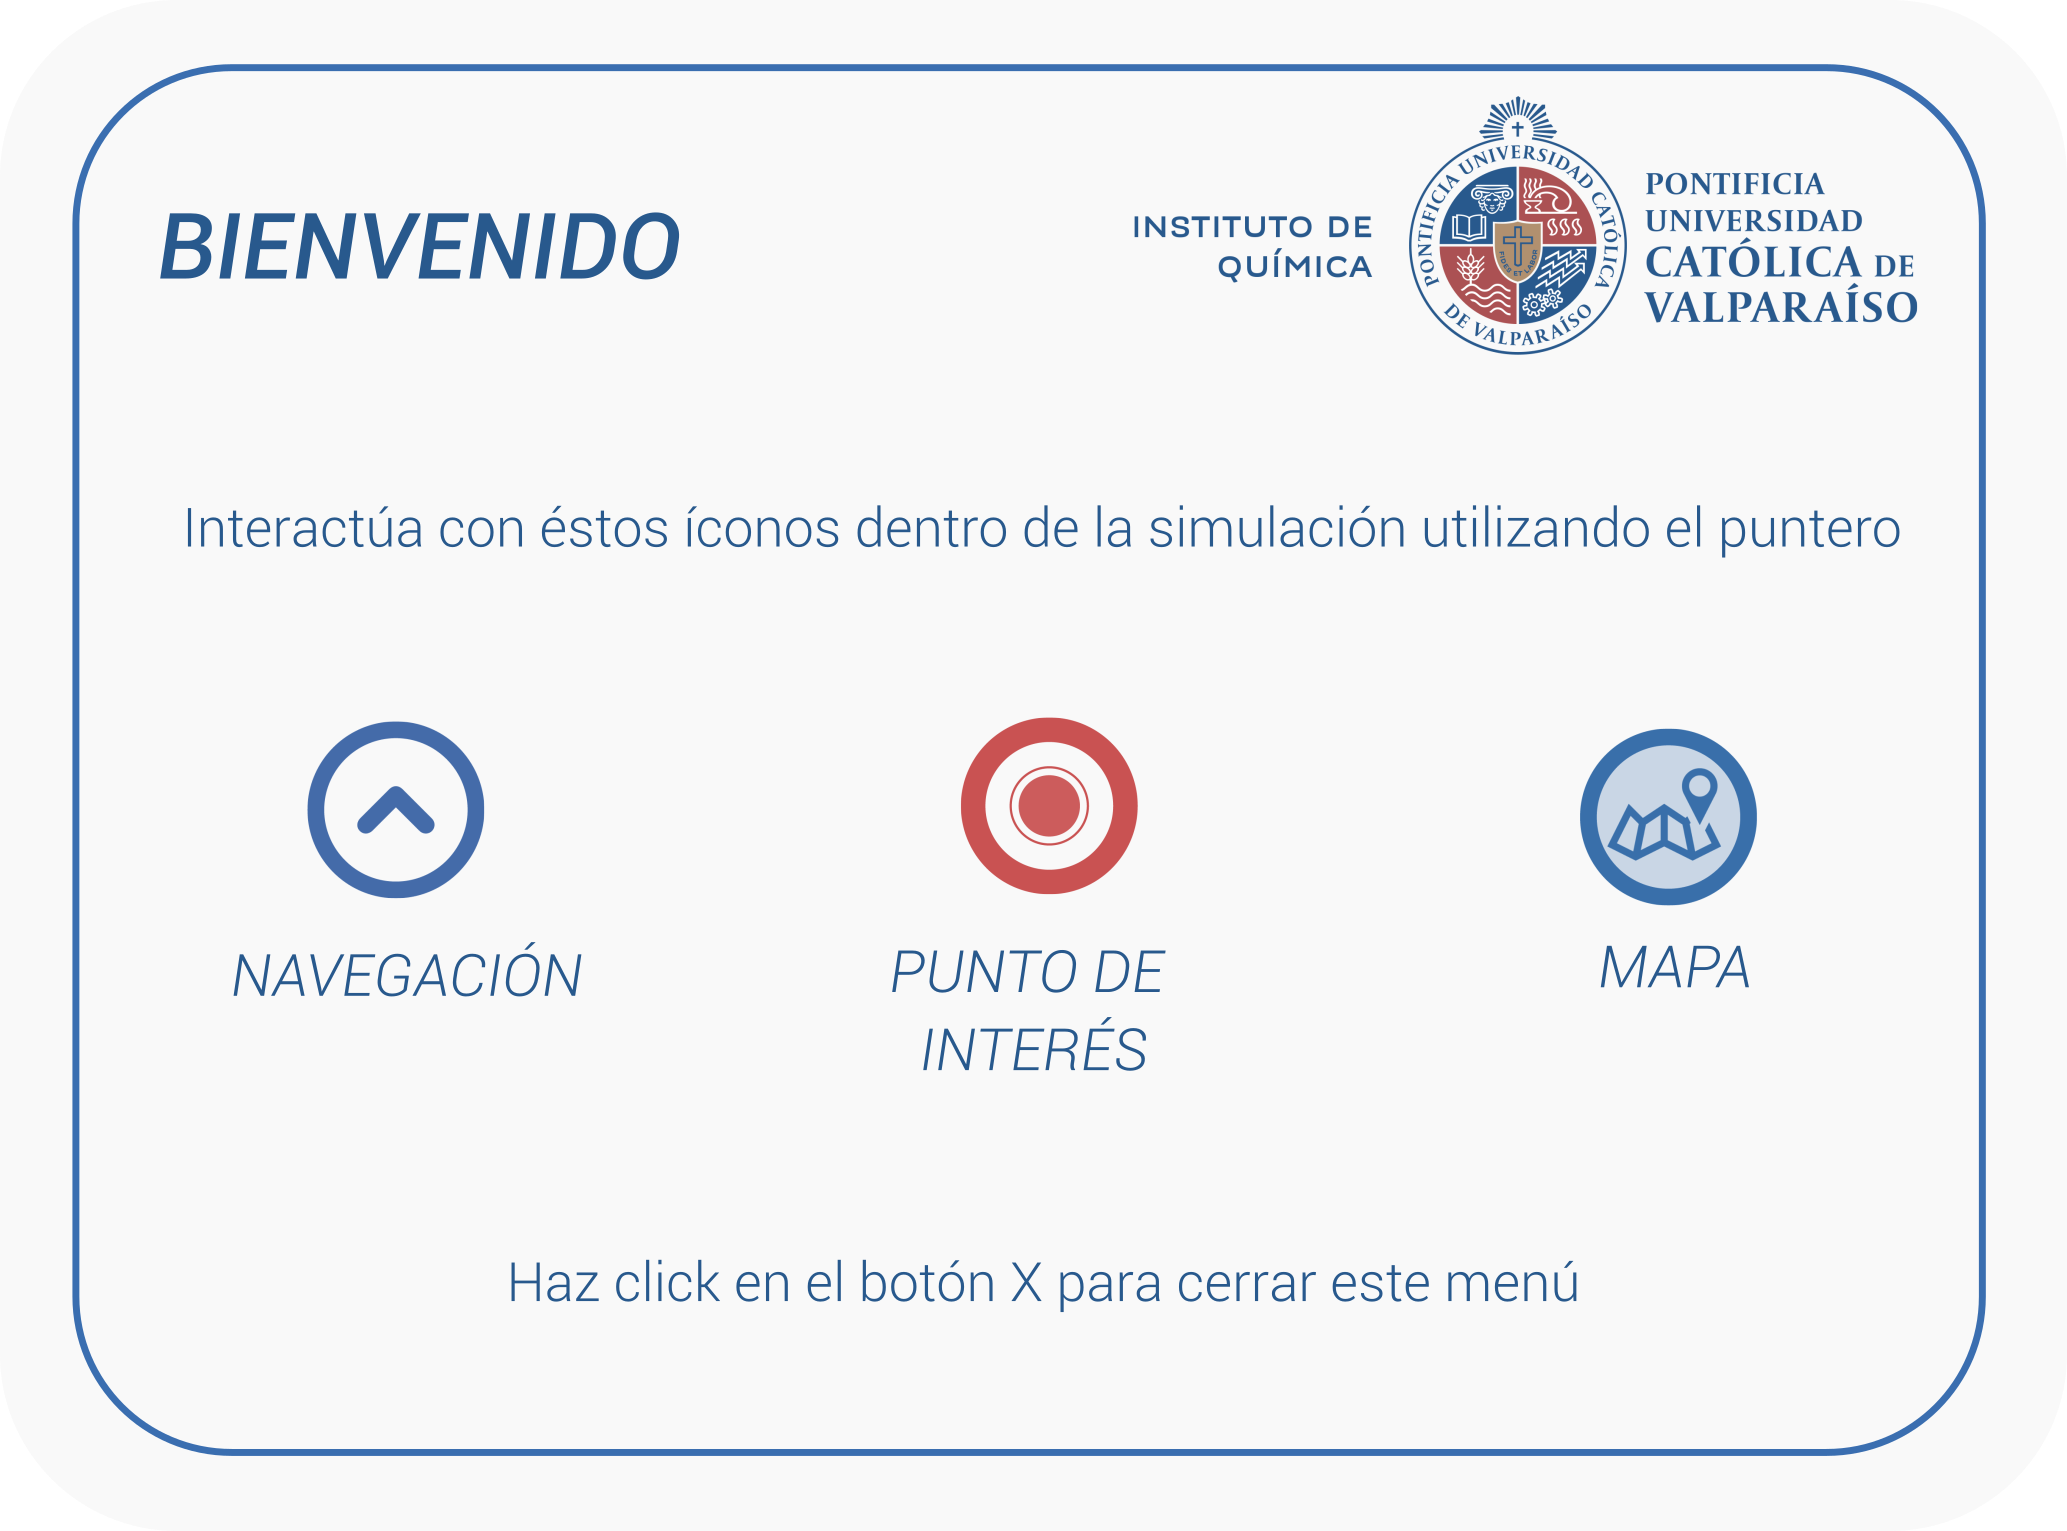 BIENVENIDO
INSTITUTO DE
QUÍMICA
PONTIFICIA UNIVERSIDAD CATÓLICA
DE VALPARAÍSO
FIDES ET LABOR
PONTIFICIA
UNIVERSIDAD
CATÓLICA DE
VALPARAÍSO
Interactúa con éstos íconos dentro de la simulación utilizando el puntero
NAVEGACIÓN
PUNTO DE
INTERÉS
MAPA
Haz click en el botón X para cerrar este menú